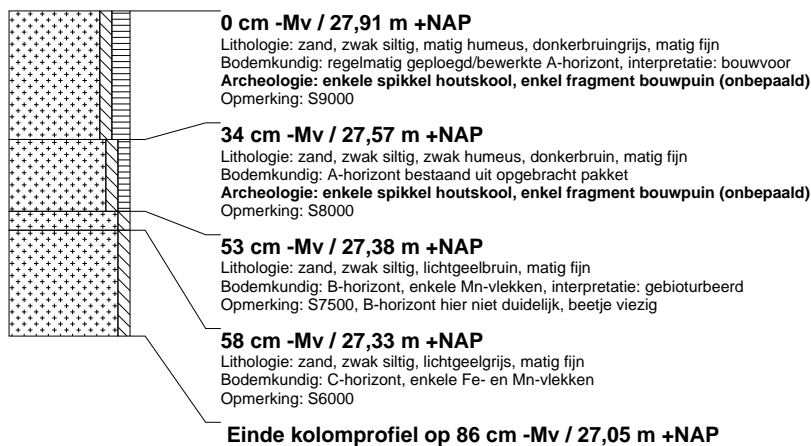 0 cm -Mv / 27,91 m +NAP
Lithologie: zand, zwak siltig, matig humeus, donkerbruingrijs, matig fijn
Bodemkundig: regelmatig geploegd/bewerkte A-horizont, interpretatie: bouwvoor
Archeologie: enkele spikkel houtskool, enkel fragment bouwpuin (onbepaald)
Opmerking: S9000
34 cm -Mv / 27,57 m +NAP
Lithologie: zand, zwak siltig, zwak humeus, donkerbruin, matig fijn
Bodemkundig: A-horizont bestaand uit opgebracht pakket
Archeologie: enkele spikkel houtskool, enkel fragment bouwpuin (onbepaald)
Opmerking: S8000
53 cm -Mv / 27,38 m +NAP
Lithologie: zand, zwak siltig, lichtgeelbruin, matig fijn
Bodemkundig: B-horizont, enkele Mn-vlekken, interpretatie: gebioturbeerd
Opmerking: S7500, B-horizont hier niet duidelijk, beetje viezig
58 cm -Mv / 27,33 m +NAP
Lithologie: zand, zwak siltig, lichtgeelgrijs, matig fijn
Bodemkundig: C-horizont, enkele Fe- en Mn-vlekken
Opmerking: S6000
Einde kolomprofiel op 86 cm -Mv / 27,05 m +NAP